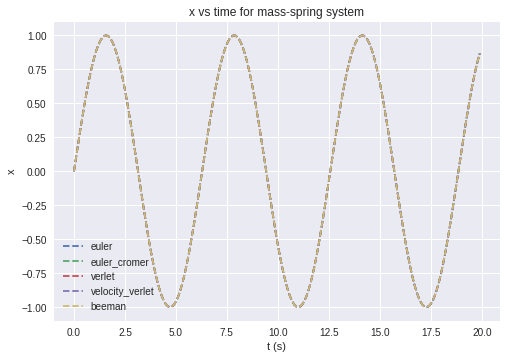 x vs time for mass-spring system
1.00
0.75
0.50
0.25
0.00
−0.25
−0.50
−0.75
−1.00
x
euler
euler_cromer
verlet
velocity_verlet
beeman
0.0
2.5
5.0
7.5
10.0
12.5
15.0
17.5
20.0
t (s)